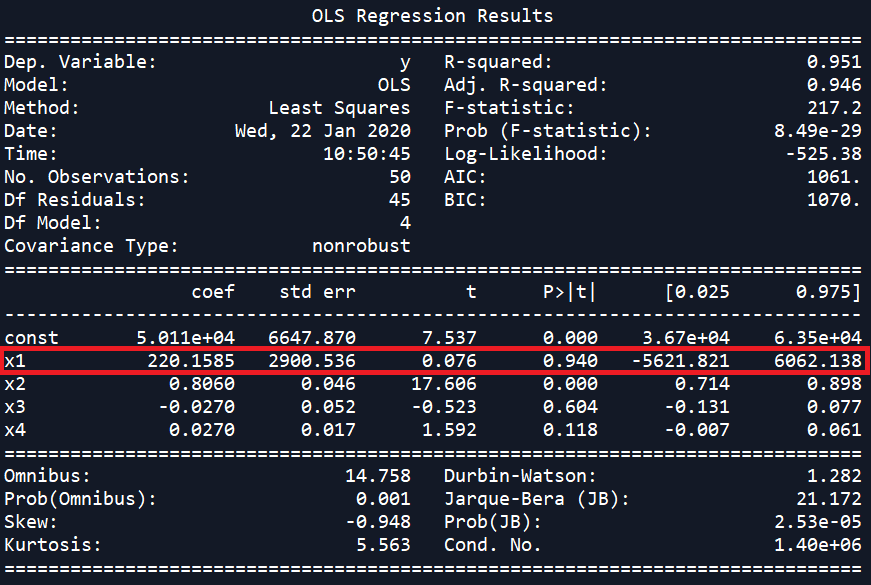 OLS Regression Results
==============================================================================
Dep. Variable:                      y   R-squared:                       0.951
Model:                            OLS   Adj. R-squared:                  0.946
Method:                 Least Squares   F-statistic:                     217.2
Date:                Wed, 22 Jan 2020   Prob (F-statistic):           8.49e-29
Time:                        10:50:45   Log-Likelihood:                -525.38
No. Observations:                  50   AIC:                             1061.
Df Residuals:                      45   BIC:                             1070.
Df Model:                           4
Covariance Type:            nonrobust
==============================================================================
                 coef    std err          t      P>|t|      [0.025      0.975]
------------------------------------------------------------------------------
const       5.011e+04   6647.870      7.537      0.000    3.67e+04    6.35e+04
x1           220.1585   2900.536      0.076      0.940   -5621.821    6062.138
x2             0.8060      0.046     17.606      0.000       0.714       0.898
x3            -0.0270      0.052     -0.523      0.604      -0.131       0.077
x4             0.0270      0.017      1.592      0.118      -0.007       0.061
==============================================================================
Omnibus:                       14.758   Durbin-Watson:                   1.282
Prob(Omnibus):                  0.001   Jarque-Bera (JB):               21.172
Skew:                          -0.948   Prob(JB):                     2.53e-05
Kurtosis:                       5.563   Cond. No.                     1.40e+06
==============================================================================